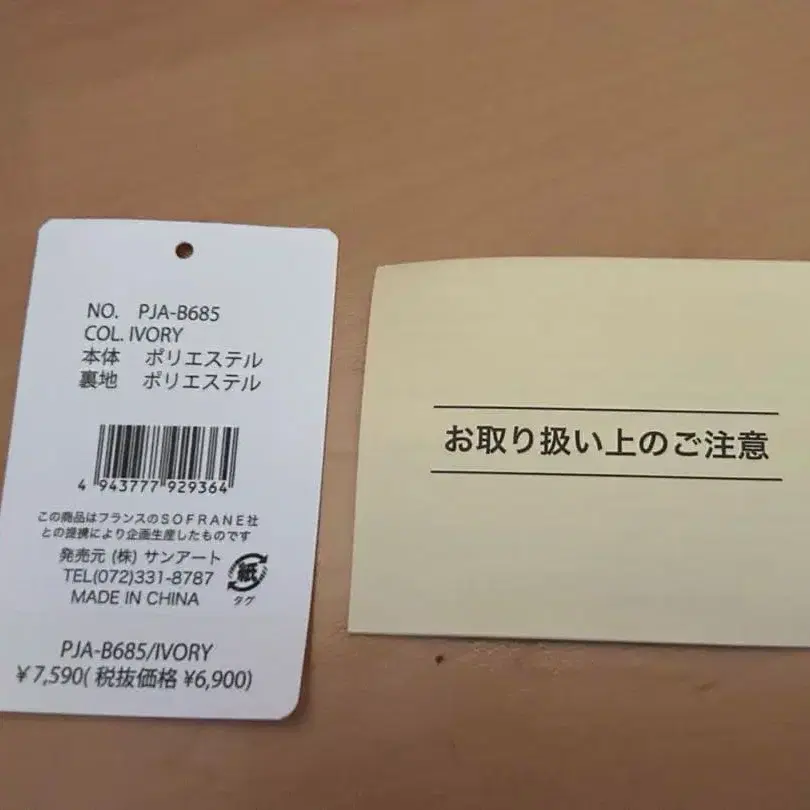 NO. PJA-B685
COL. IVORY
本体 ポリエステル
裏地 ポリエステル
4 943777 929364
この商品はフランスのSOFRANE社
との提携により企画生産したものです
発売元 (株) サンアート
TEL(072)331-8787
MADE IN CHINA
紙
タグ
PJA-B685/IVORY
¥7,590( 税抜価格 ¥6,900)
お取り扱い上のご注意